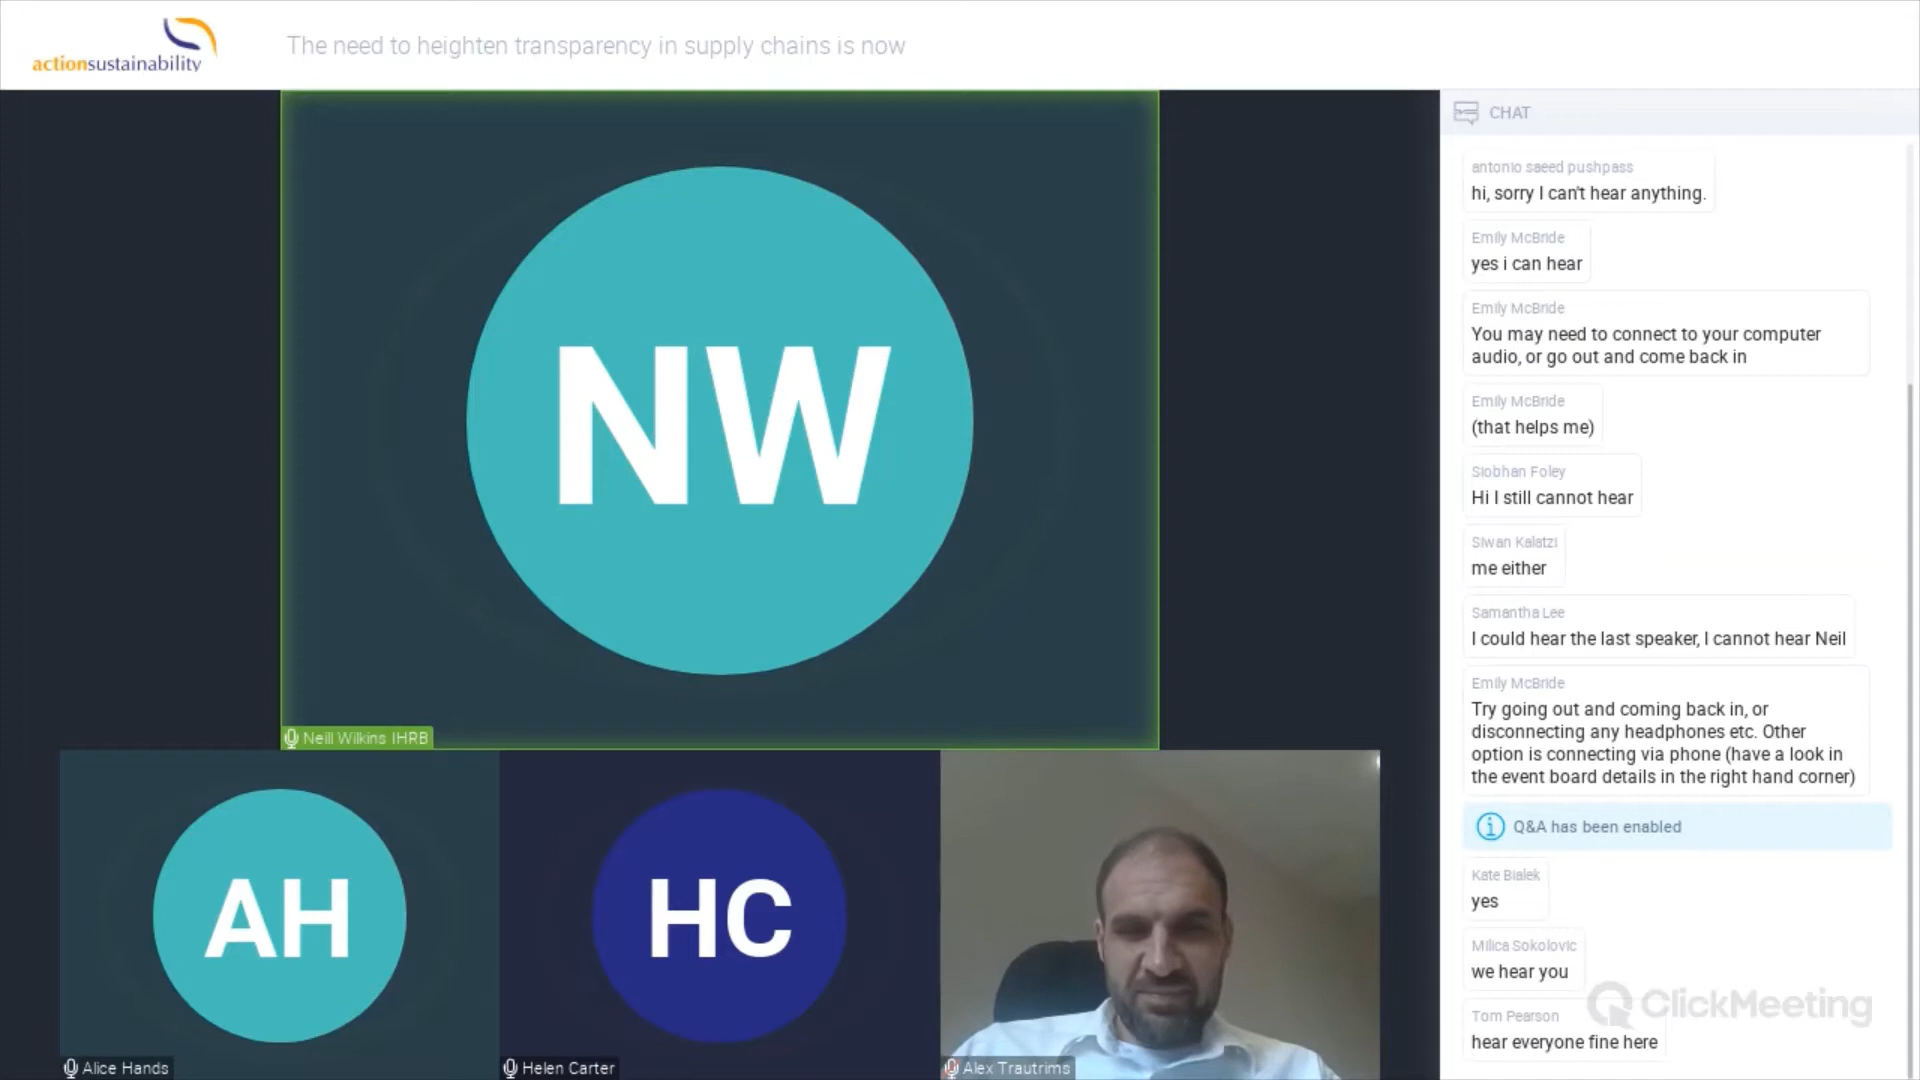 actionsustainability
The need to heighten transparency in supply chains is now
NW
Neill Wilkins IHRB
AH
Alice Hands
HC
Helen Carter
Alex Trautrims
CHAT
antonio saeed pushpass
hi, sorry I can't hear anything.
Emily McBride
yes i can hear
Emily McBride
You may need to connect to your computer
audio, or go out and come back in
Emily McBride
(that helps me)
Siobhan Foley
Hi I still cannot hear
Siwan Kalatzi
me either
Samantha Lee
I could hear the last speaker, I cannot hear Neil
Emily McBride
Try going out and coming back in, or
disconnecting any headphones etc. Other
option is connecting via phone (have a look in
the event board details in the right hand corner)
Q&A has been enabled
Kate Bialek
yes
Milica Sokolovic
we hear you
ClickMeeting
Tom Pearson
hear everyone fine here